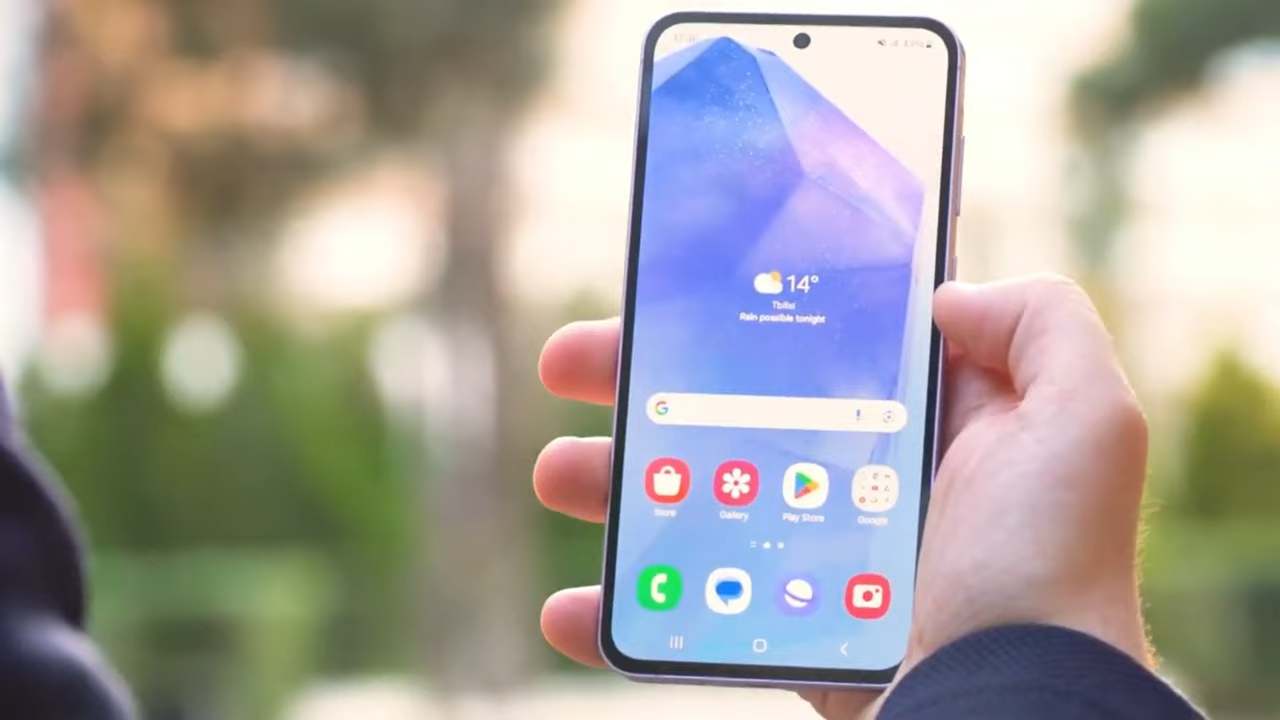 14°
Tbilisi
Rain possible tonight
G
Store
Gallery
Play Store
Google